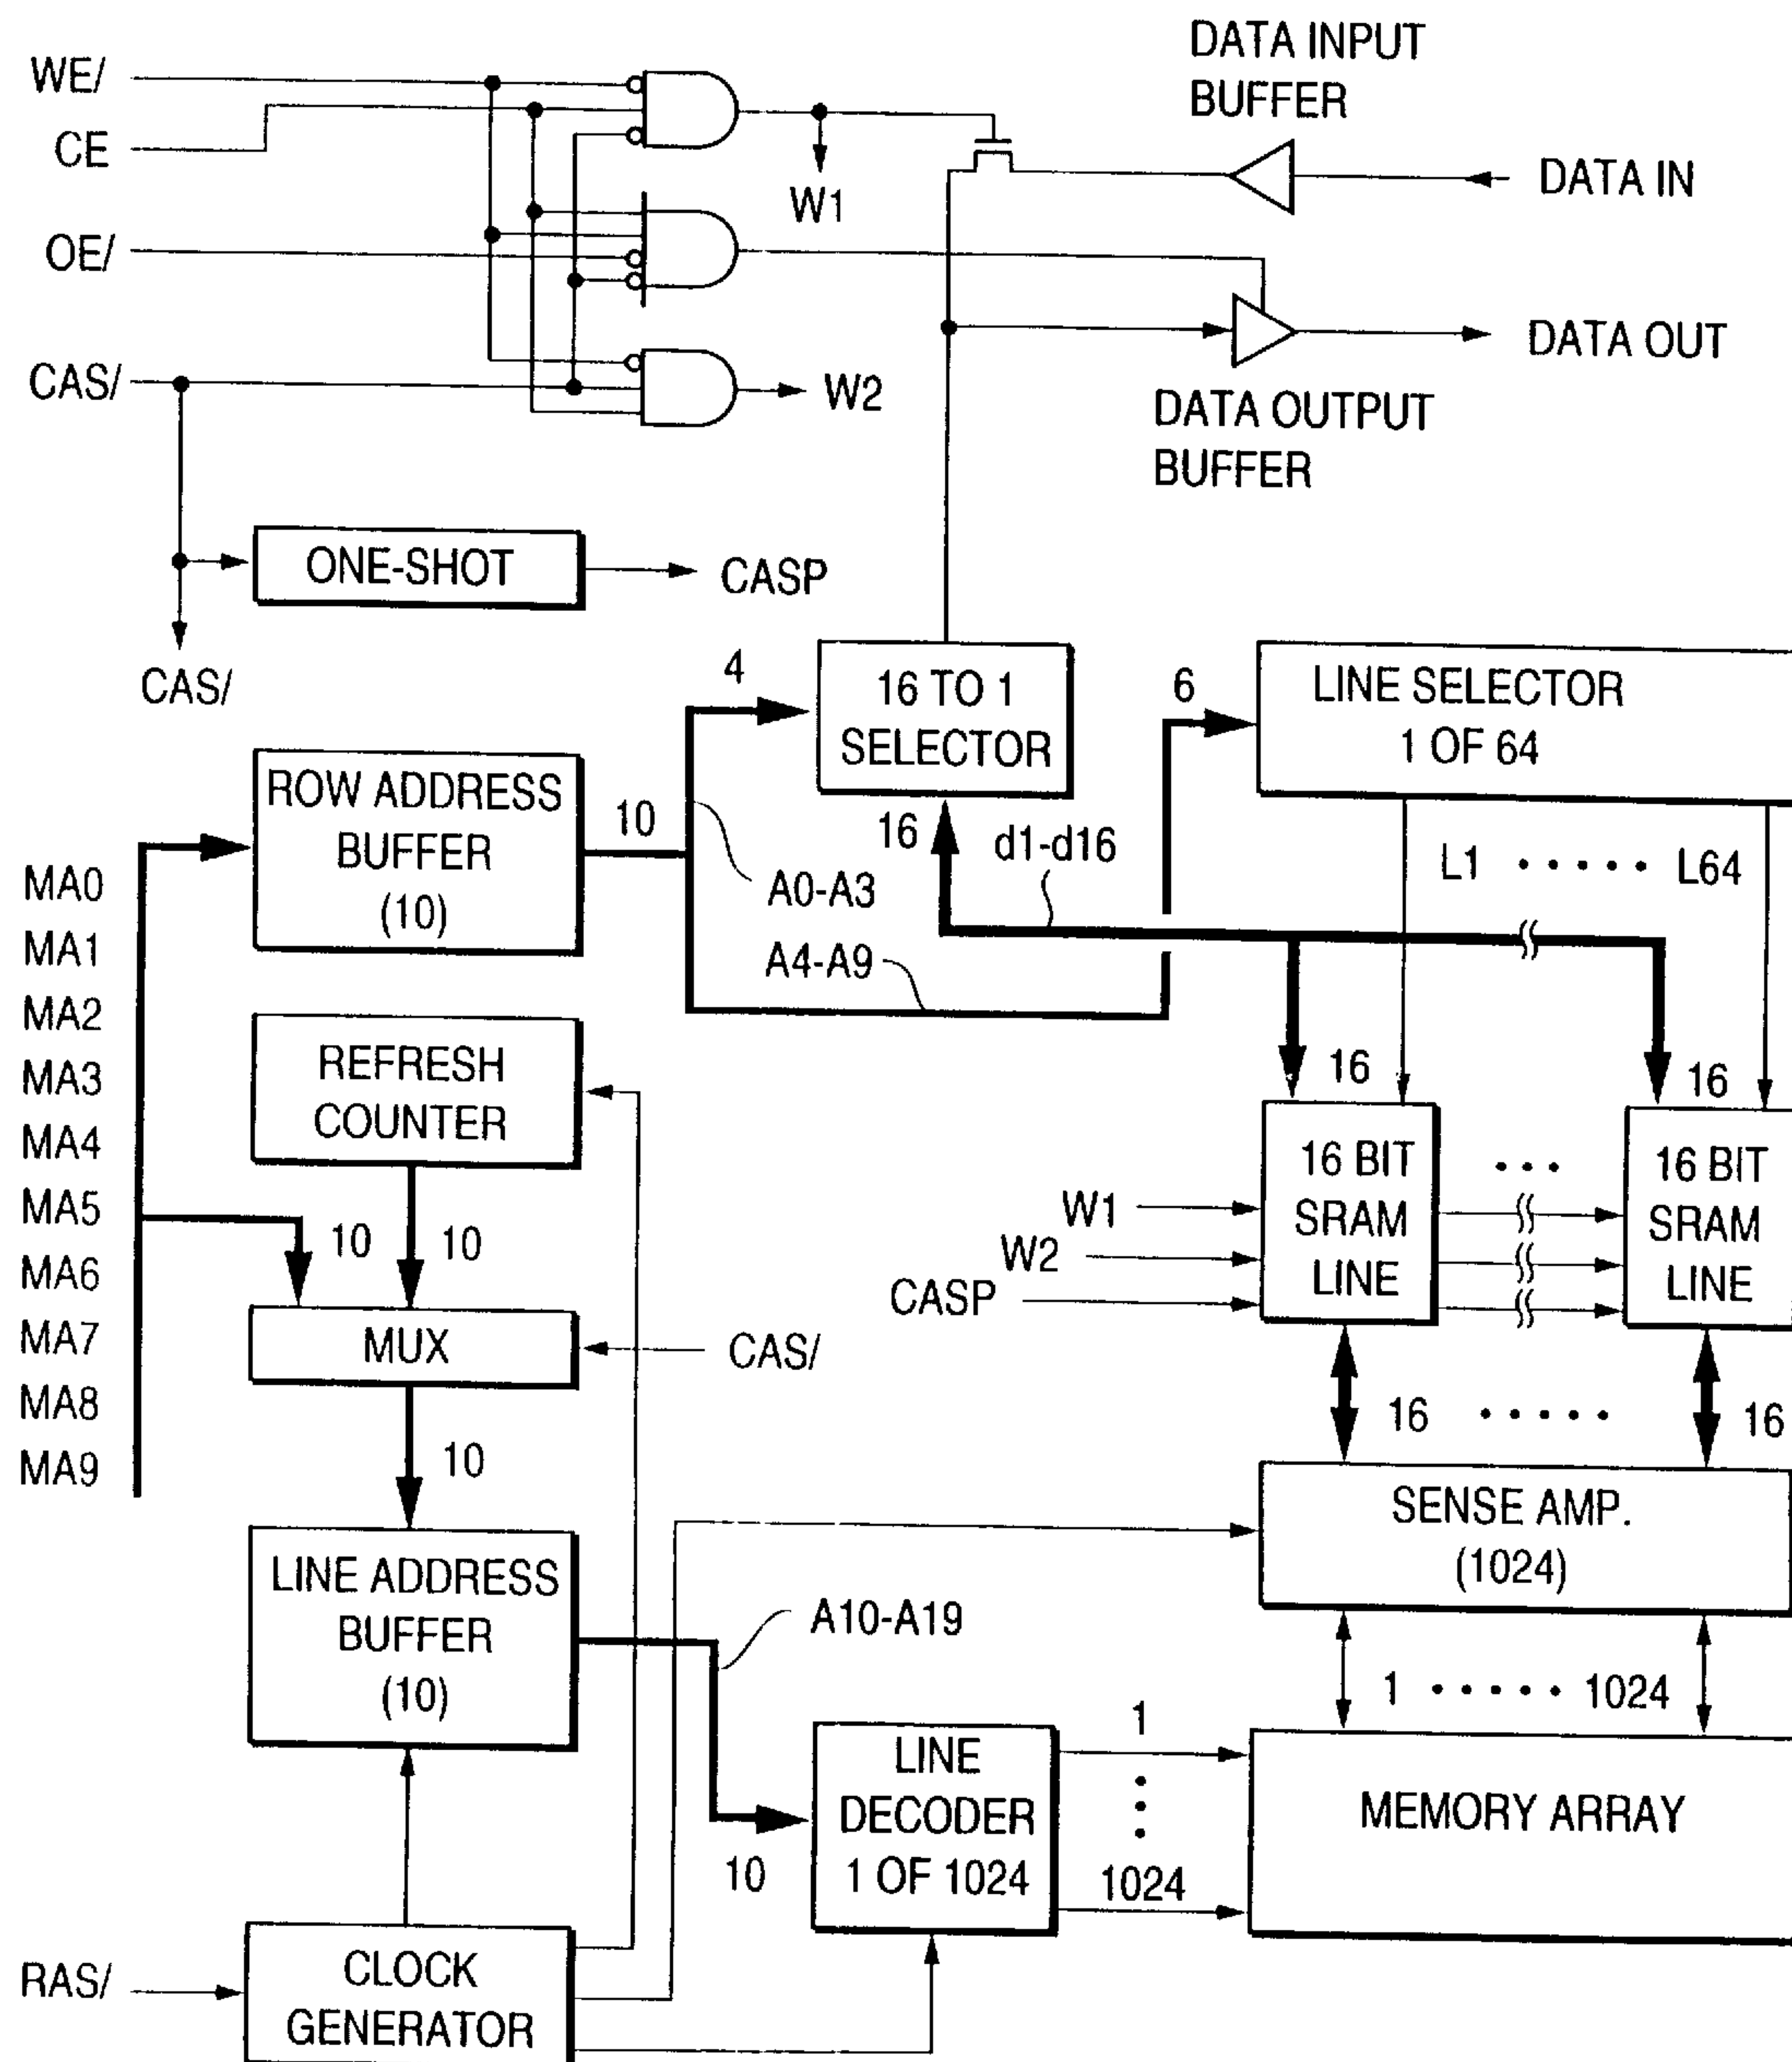 WE/
CE
OE/
CAS/
W1
W2
DATA INPUT
BUFFER
DATA IN
DATA OUT
DATA OUTPUT
BUFFER
ONE-SHOT
CASP
CAS/
4
16 TO 1
SELECTOR
6
LINE SELECTOR
1 OF 64
ROW ADDRESS
BUFFER
(10)
10
16
d1-d16
L1 ····· L64
A0-A3
A4-A9
MA0
MA1
MA2
MA3
MA4
MA5
MA6
MA7
MA8
MA9
REFRESH
COUNTER
10
10
MUX
CAS/
10
16
16
16 BIT
SRAM
LINE
···
16 BIT
SRAM
LINE
W1
W2
CASP
16 ····· 16
SENSE AMP.
(1024)
LINE ADDRESS
BUFFER
(10)
A10-A19
1 ····· 1024
10
LINE
DECODER
1 OF 1024
1
1024
MEMORY ARRAY
RAS/
CLOCK
GENERATOR